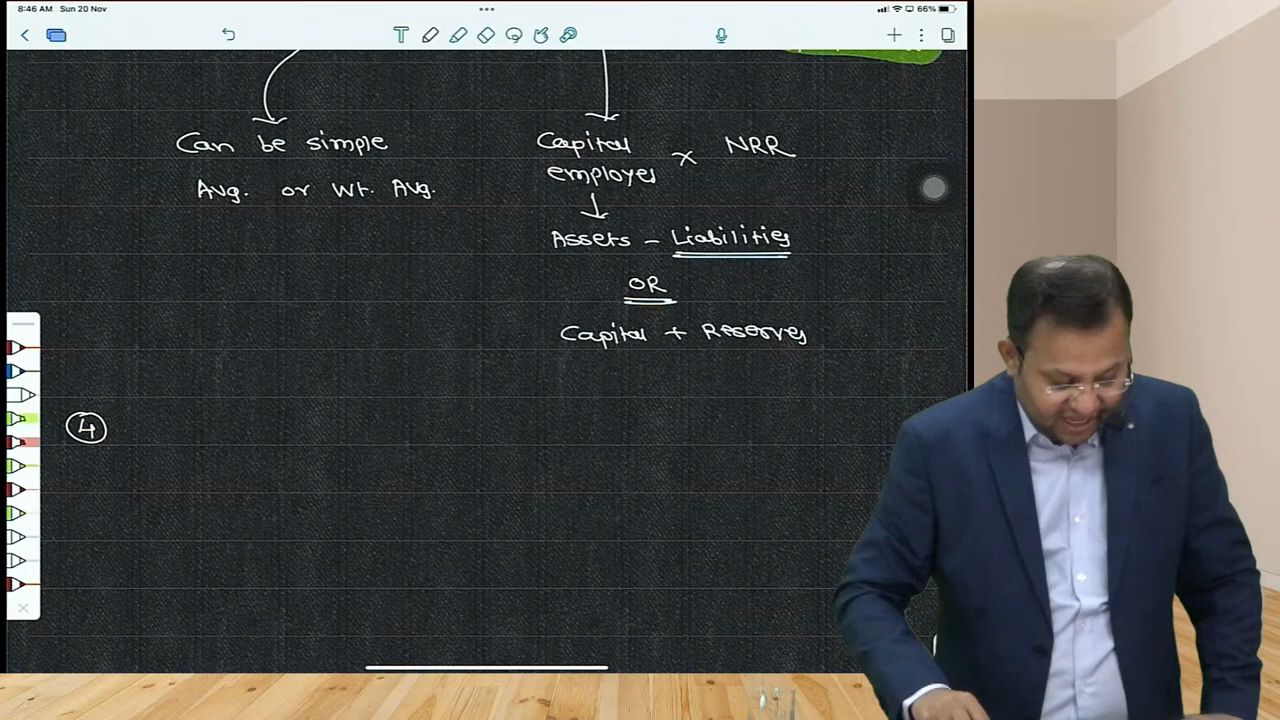 8:46 AM Sun 20 Nov
66%
Can be simple
Avg. or Wt. Avg.
Capital
employed x NRR
Assets - Liabilities
OR
Capital + Reserves
4